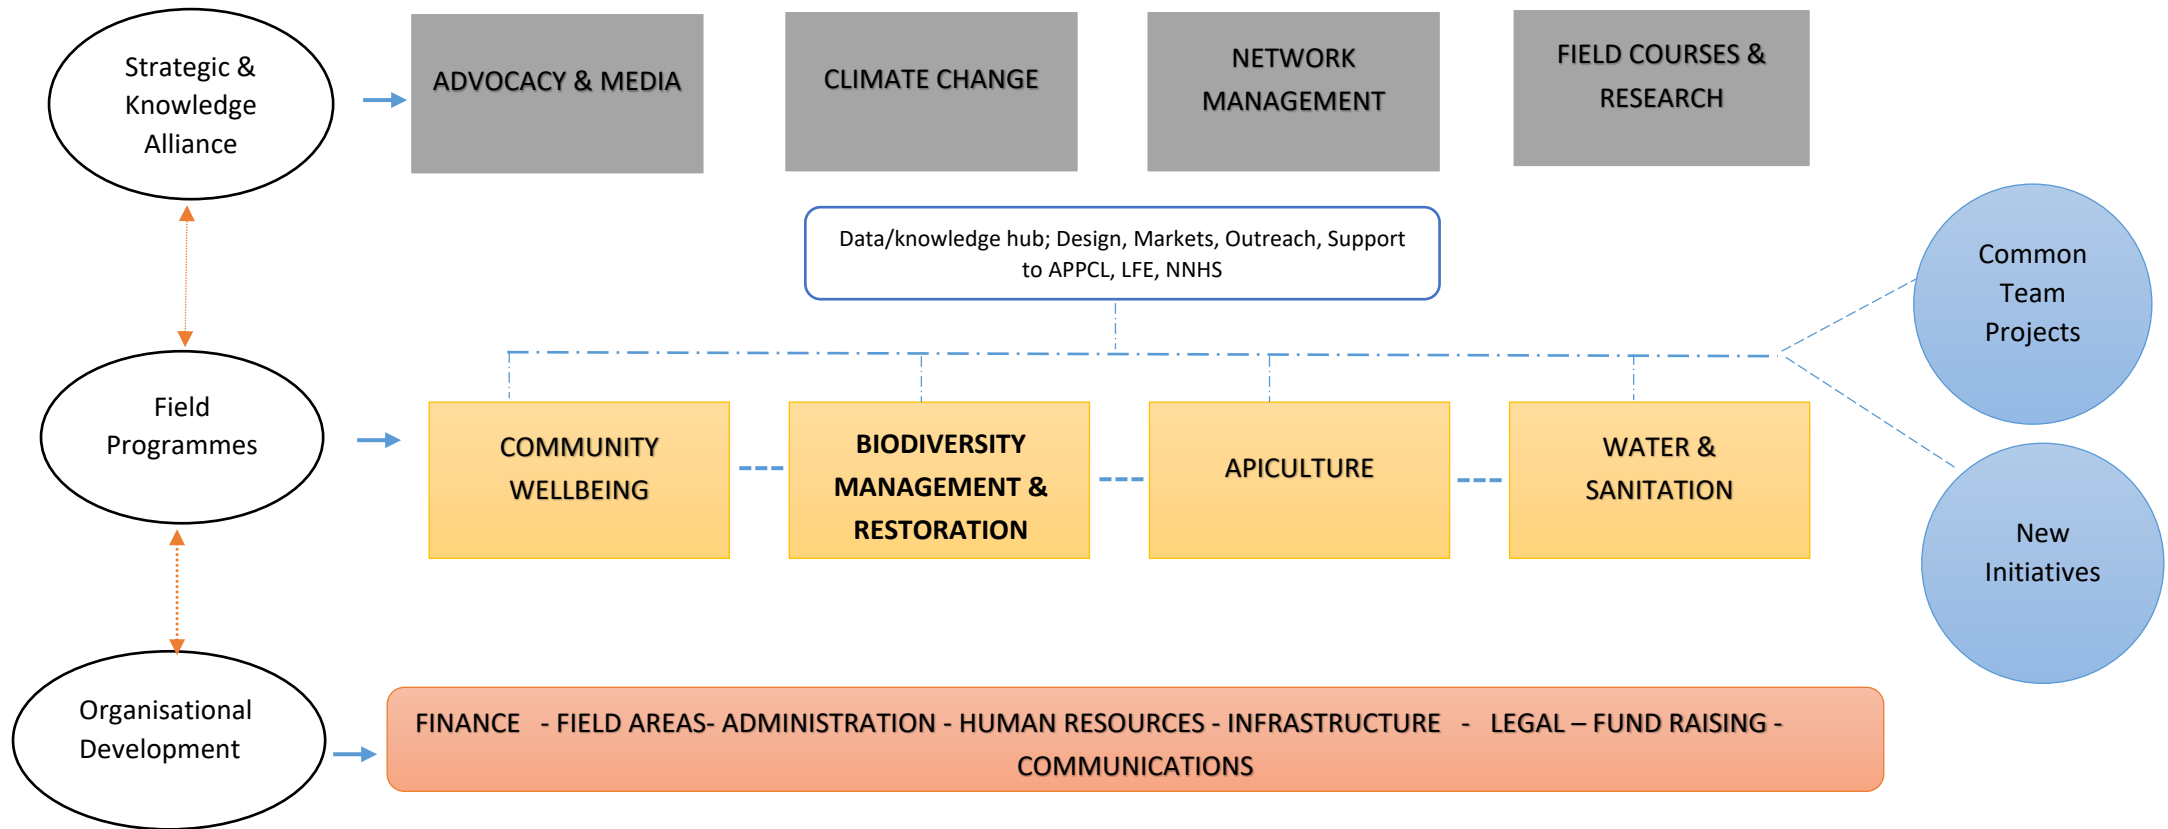 Strategic &
Knowledge
Alliance
ADVOCACY & MEDIA
CLIMATE CHANGE
NETWORK
MANAGEMENT
FIELD COURSES &
RESEARCH
Data/knowledge hub; Design, Markets, Outreach, Support
to APPCL, LFE, NNHS
Common
Team
Projects
Field
Programmes
COMMUNITY
WELLBEING
BIODIVERSITY
MANAGEMENT &
RESTORATION
APICULTURE
WATER &
SANITATION
New
Initiatives
Organisational
Development
FINANCE - FIELD AREAS- ADMINISTRATION - HUMAN RESOURCES - INFRASTRUCTURE - LEGAL – FUND RAISING -
COMMUNICATIONS